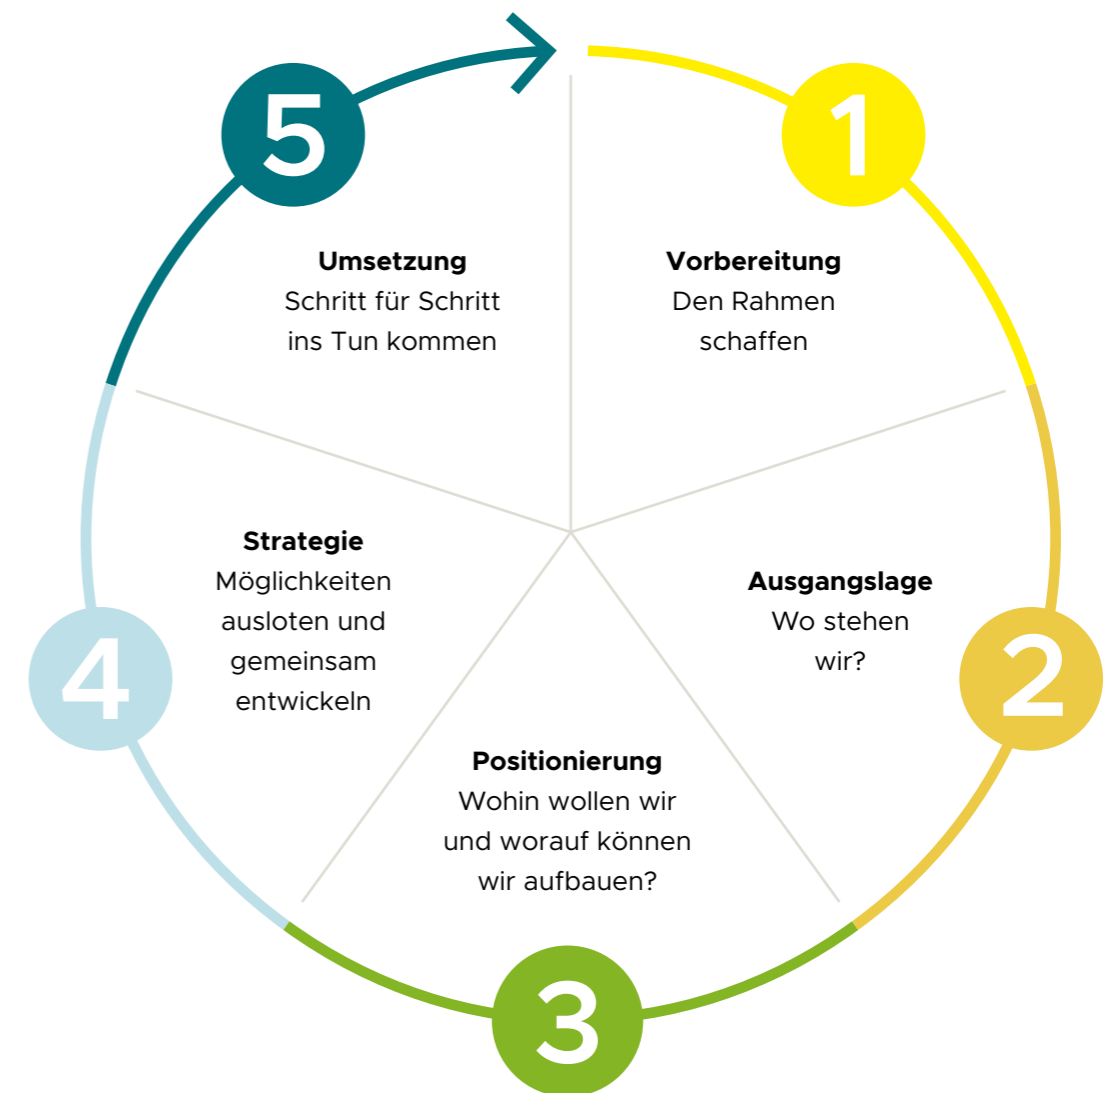 1
Vorbereitung
Den Rahmen
schaffen
2
Ausgangslage
Wo stehen
wir?
3
Positionierung
Wohin wollen wir
und worauf können
wir aufbauen?
4
Strategie
Möglichkeiten
ausloten und
gemeinsam
entwickeln
5
Umsetzung
Schritt für Schritt
ins Tun kommen